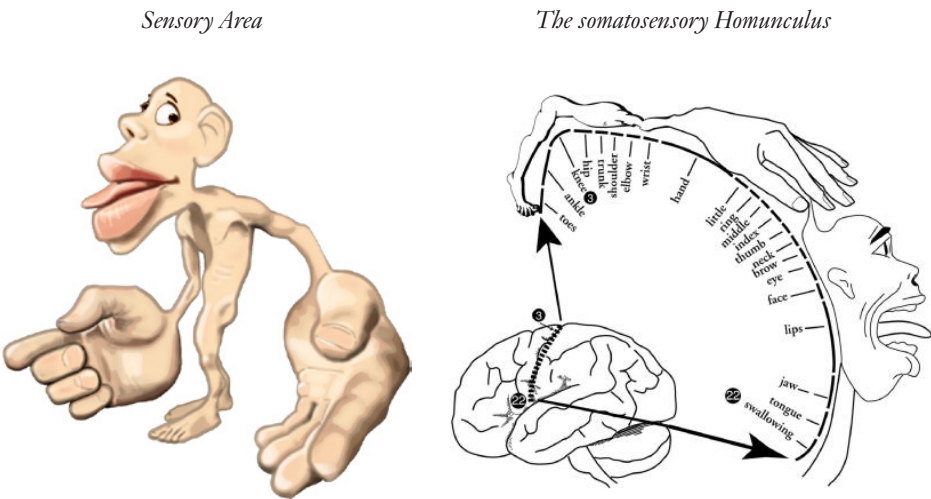 Sensory Area
The somatosensory Homunculus
toes
ankle
knee
3
hip
trunk
shoulder
elbow
wrist
hand
little
ring
middle
index
thumb
neck
brow
eye
face
lips
jaw
tongue
swallowing
22
3
22